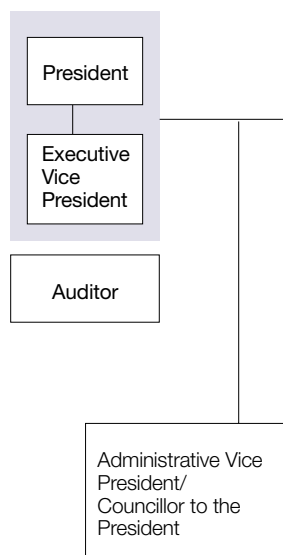 President
Executive
Vice
President
Auditor
Administrative Vice
President/
Councillor to the
President